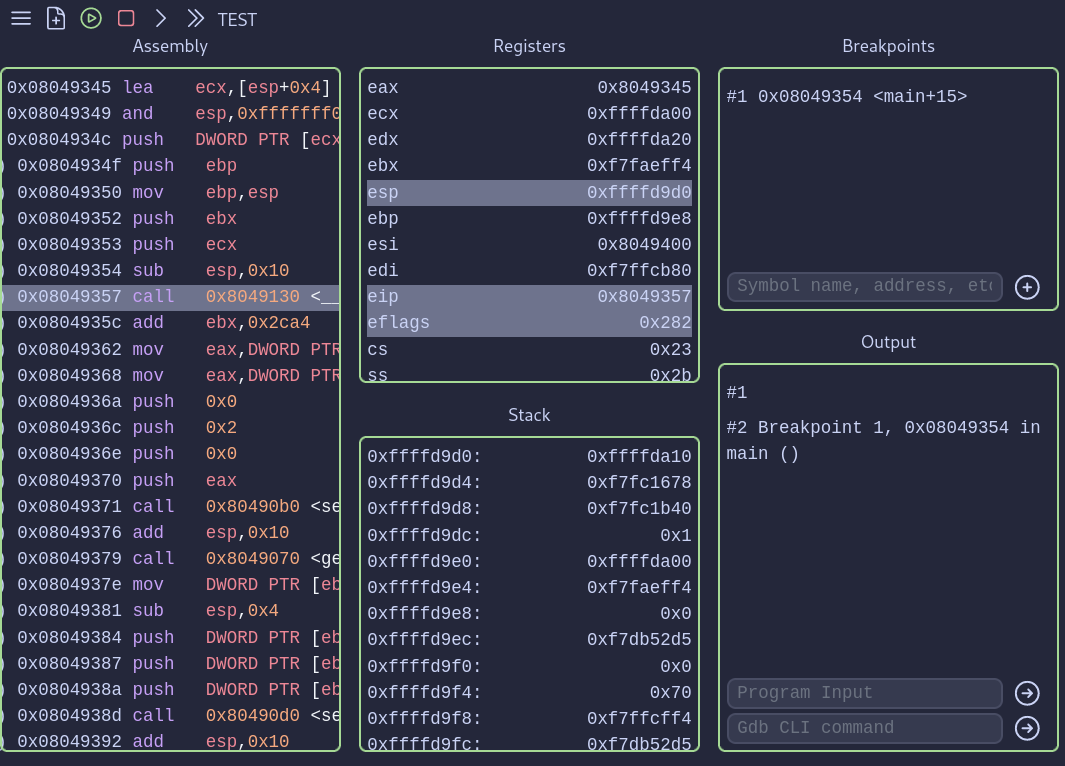 TEST
Assembly
0x08049345 lea ecx,[esp+0x4]
0x08049349 and esp,0xfffffff0
0x0804934c push DWORD PTR [ecx
) 0x0804934f push ebp
) 0x08049350 mov ebp,esp
) 0x08049352 push ebx
) 0x08049353 push ecx
) 0x08049354 sub esp,0x10
) 0x08049357 call 0x8049130 <__
) 0x0804935c add ebx,0x2ca4
) 0x08049362 mov eax,DWORD PTR
) 0x08049368 mov eax,DWORD PTR
) 0x0804936a push 0x0
) 0x0804936c push 0x2
) 0x0804936e push 0x0
) 0x08049370 push eax
) 0x08049371 call 0x80490b0 <se
) 0x08049376 add esp,0x10
) 0x08049379 call 0x8049070 <ge
) 0x0804937e mov DWORD PTR [eb
) 0x08049381 sub esp,0x4
) 0x08049384 push DWORD PTR [eb
) 0x08049387 push DWORD PTR [eb
) 0x0804938a push DWORD PTR [eb
) 0x0804938d call 0x80490d0 <se
) 0x08049392 add esp,0x10
Registers
eax 0x8049345
ecx 0xffffda00
edx 0xffffda20
ebx 0xf7faeff4
esp 0xffffd9d0
ebp 0xffffd9e8
esi 0x8049400
edi 0xf7ffcb80
eip 0x8049357
eflags 0x282
cs 0x23
ss 0x2b
Stack
0xffffd9d0: 0xffffda10
0xffffd9d4: 0xf7fc1678
0xffffd9d8: 0xf7fc1b40
0xffffd9dc: 0x1
0xffffd9e0: 0xffffda00
0xffffd9e4: 0xf7faeff4
0xffffd9e8: 0x0
0xffffd9ec: 0xf7db52d5
0xffffd9f0: 0x0
0xffffd9f4: 0x70
0xffffd9f8: 0xf7ffcff4
0xffffd9fc: 0xf7db52d5
Breakpoints
#1 0x08049354 <main+15>
Symbol name, address, etc
Output
#1
#2 Breakpoint 1, 0x08049354 in
main ()
Program Input
Gdb CLI command